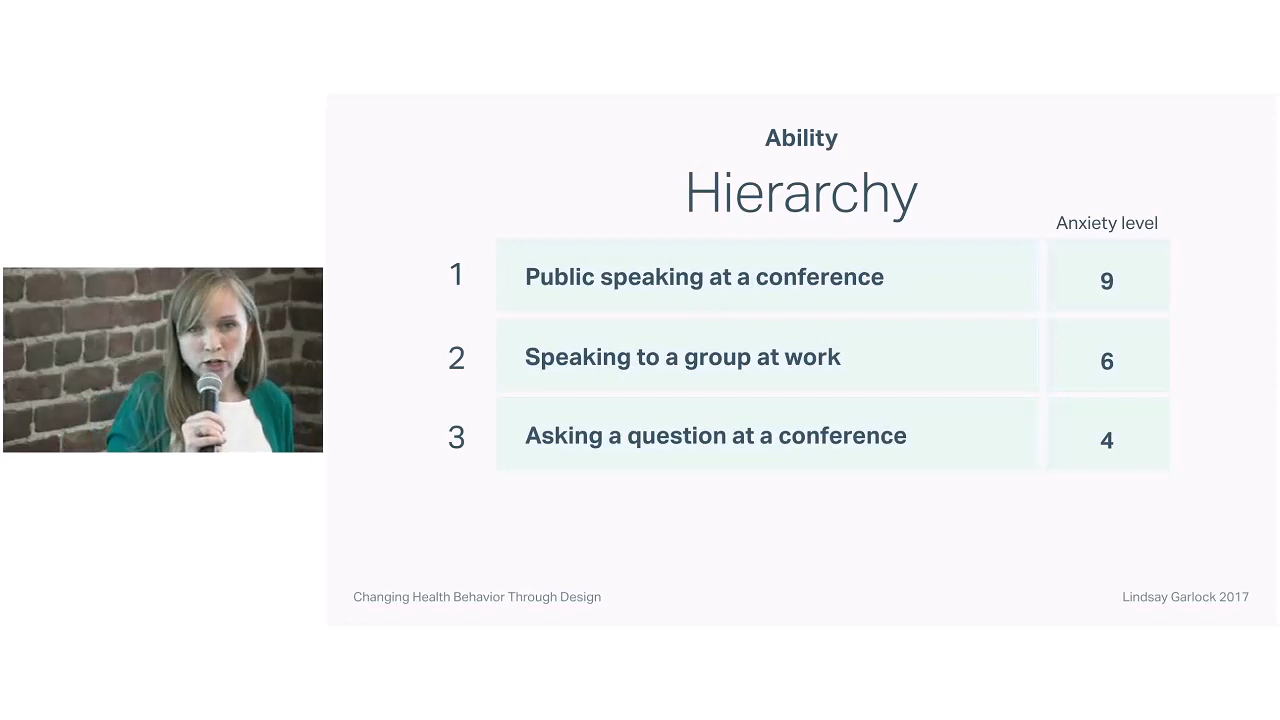 Ability
Hierarchy
Anxiety level
1 Public speaking at a conference 9
2 Speaking to a group at work 6
3 Asking a question at a conference 4
Changing Health Behavior Through Design
Lindsay Garlock 2017